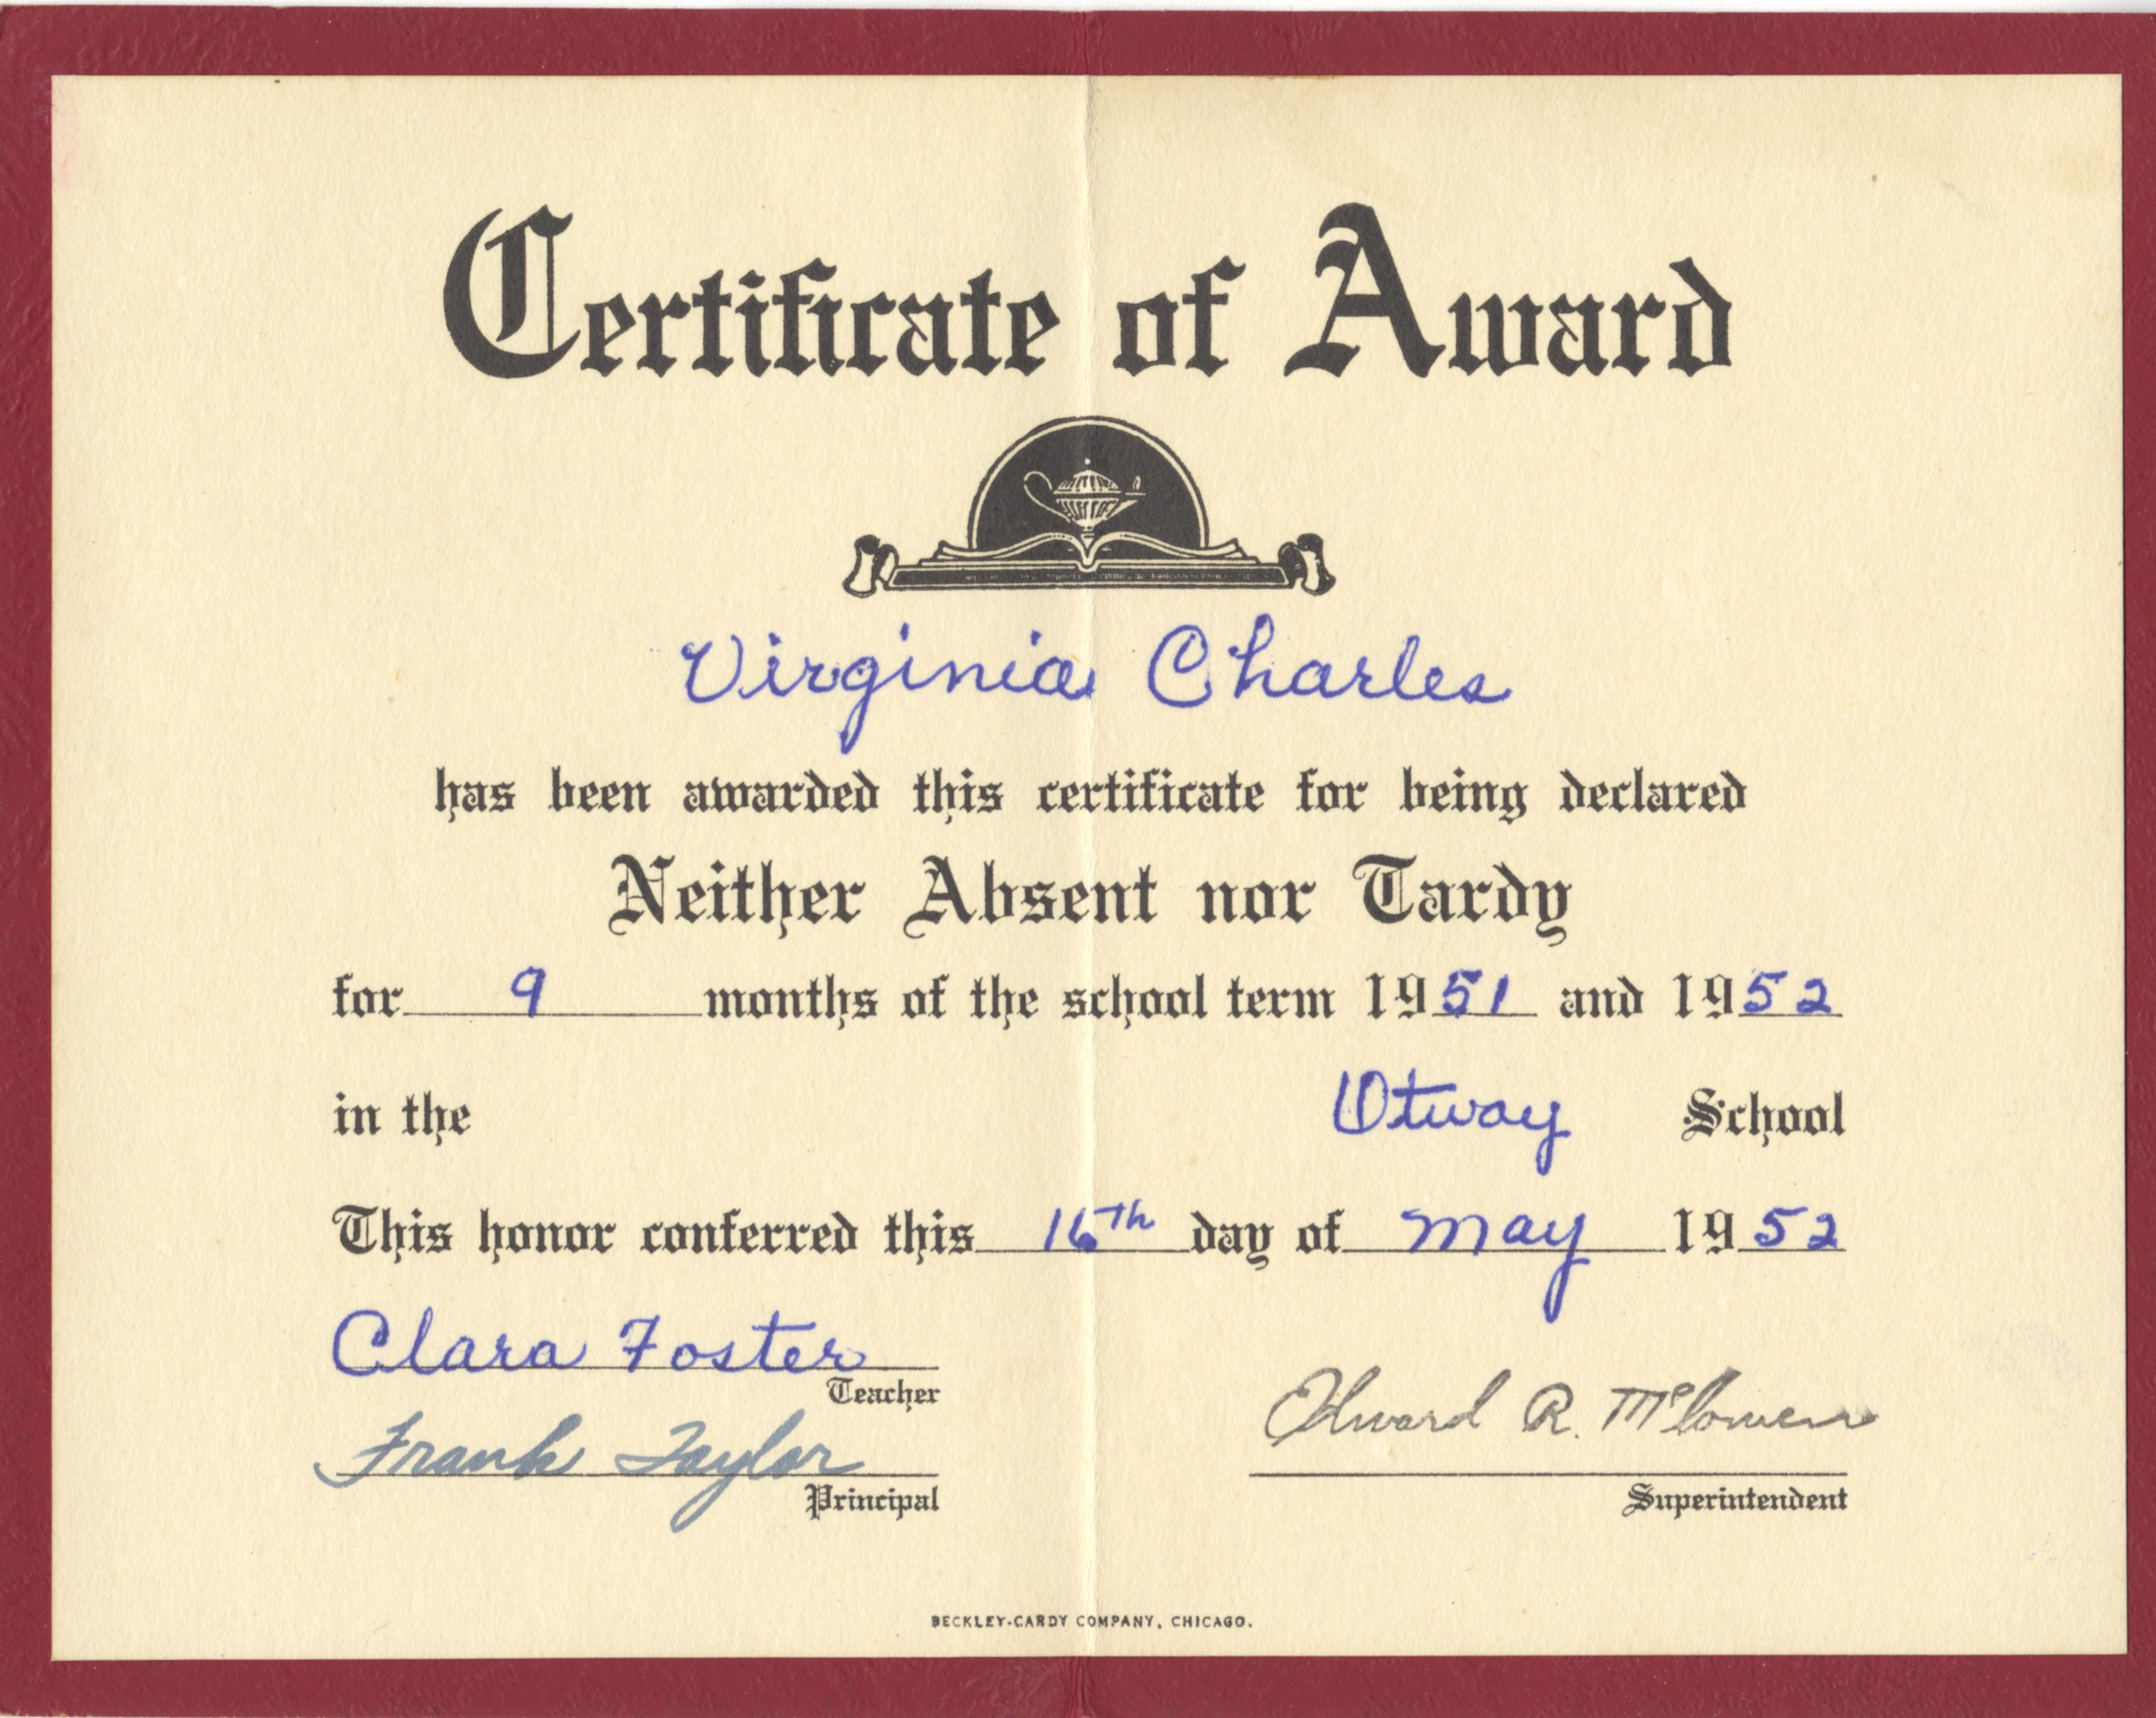 Certificate of Award
Virginia Charles
has been awarded this certificate for being declared
Neither Absent nor Tardy
for 9 months of the school term 1951 and 1952
in the Otway School
This honor conferred this 16th day of May 1952
Clara Foster
Teacher
Frank Taylor
Principal
Edward R. McCowen
Superintendent
BECKLEY-CARDY COMPANY, CHICAGO.